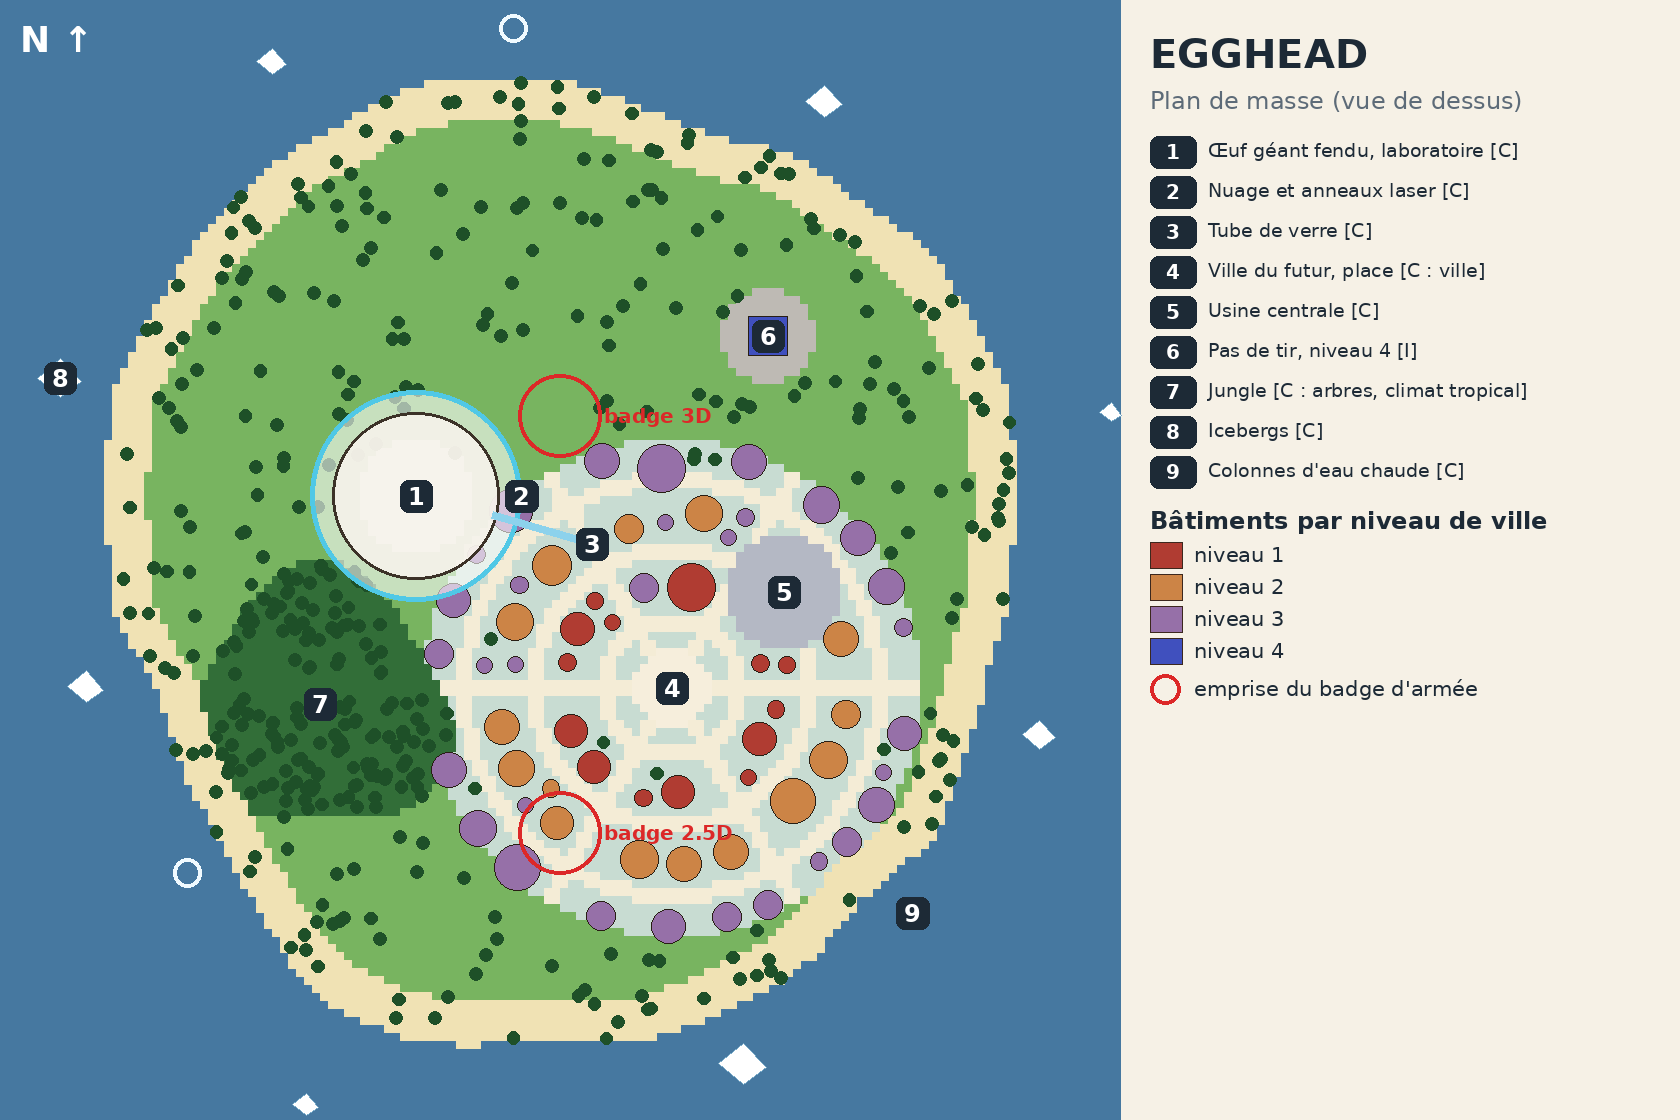 N ↑
8
1
2
3
6
badge 3D
5
4
7
badge 2.5D
9
EGGHEAD
Plan de masse (vue de dessus)
1 Œuf géant fendu, laboratoire [C]
2 Nuage et anneaux laser [C]
3 Tube de verre [C]
4 Ville du futur, place [C : ville]
5 Usine centrale [C]
6 Pas de tir, niveau 4 [I]
7 Jungle [C : arbres, climat tropical]
8 Icebergs [C]
9 Colonnes d'eau chaude [C]
Bâtiments par niveau de ville
niveau 1
niveau 2
niveau 3
niveau 4
emprise du badge d'armée